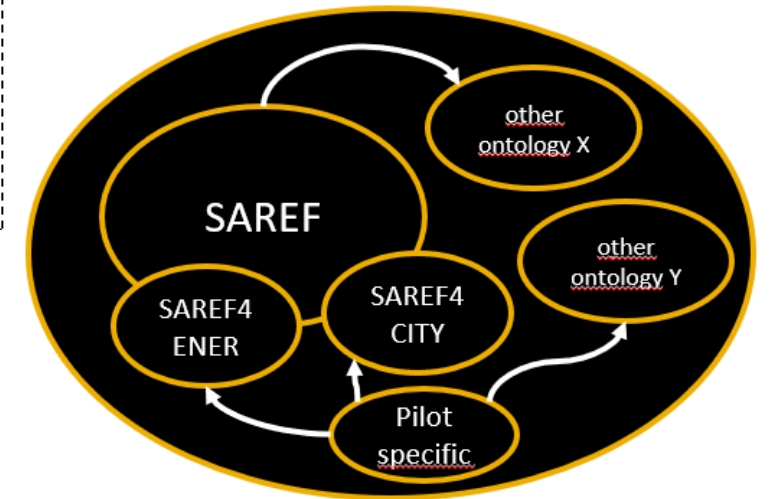 other
ontology X
SAREF
other
ontology Y
SAREF4
ENER
SAREF4
CITY
Pilot
specific